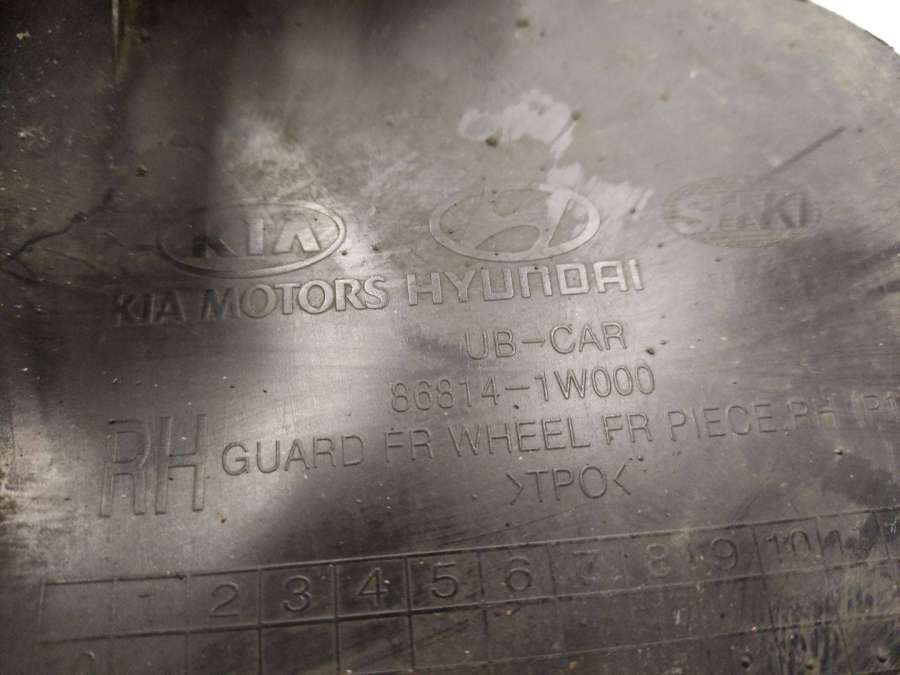 KIA
KIA MOTORS HYUNDAI
UB-CAR
86814-1W000
RH GUARD FR WHEEL FR PIECE,RH
>TPO<
2 3 4 5 6 7 8 9 10
0